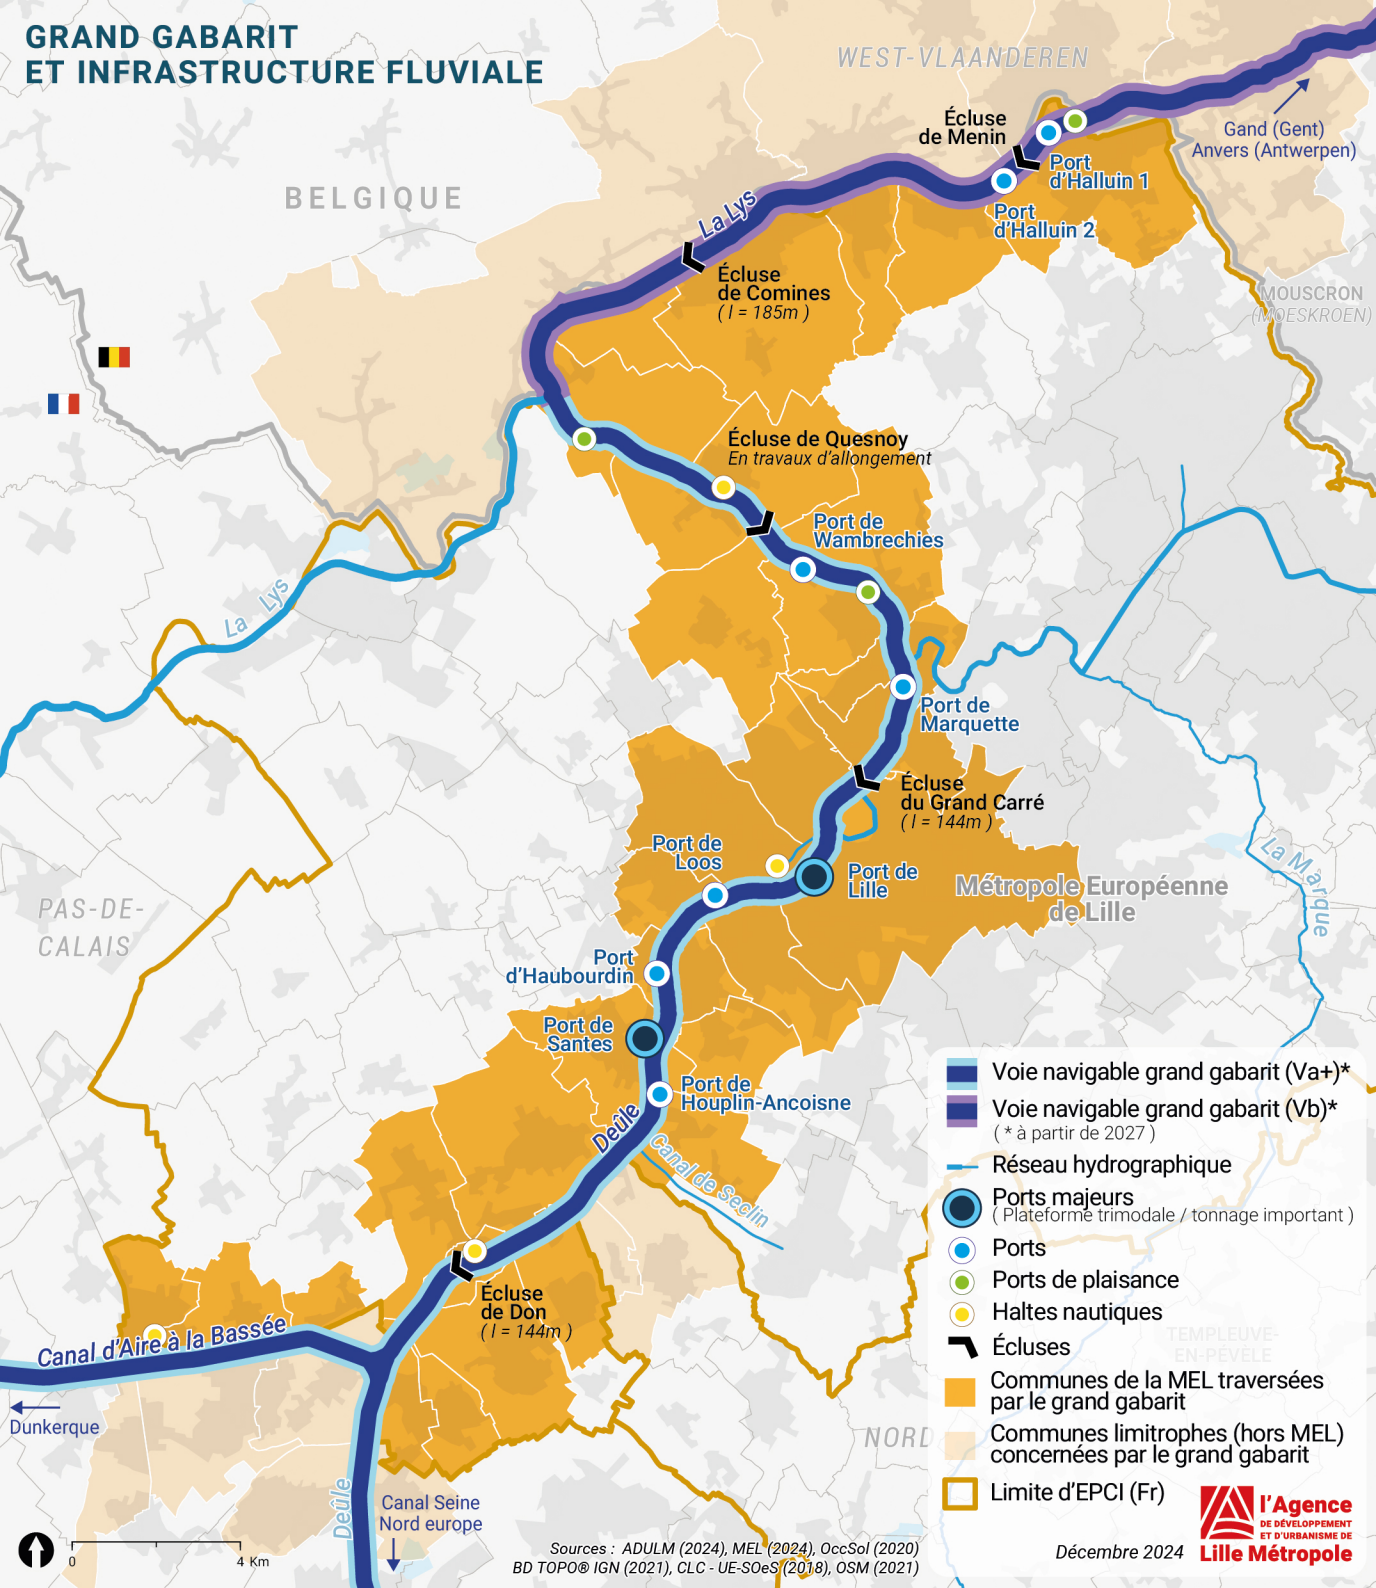 GRAND GABARIT
ET INFRASTRUCTURE FLUVIALE
WEST-VLAANDEREN
Écluse
de Menin
Gand (Gent)
Anvers (Antwerpen)
Port
d'Halluin 1
BELGIQUE
La Lys
Port
d'Halluin 2
Écluse
de Comines
( l = 185m )
MOUSCRON
(MOESKROEN)
Écluse de Quesnoy
En travaux d'allongement
Port de
Wambrechies
La Lys
Port de
Marquette
Écluse
du Grand Carré
( l = 144m )
Port de
Loos
Port de
Lille
La Marque
Métropole Européenne
de Lille
PAS-DE-
CALAIS
Port
d'Haubourdin
Port de
Santes
Port de
Houplin-Ancoisne
Deûle
Canal de Seclin
Écluse
de Don
( l = 144m )
Canal d'Aire à la Bassée
Dunkerque
Deûle
Canal Seine
Nord europe
NORD
TEMPLEUVE-
EN-PÉVÈLE
Voie navigable grand gabarit (Va+)*
Voie navigable grand gabarit (Vb)*
( * à partir de 2027 )
Réseau hydrographique
Ports majeurs
( Plateforme trimodale / tonnage important )
Ports
Ports de plaisance
Haltes nautiques
Écluses
Communes de la MEL traversées
par le grand gabarit
Communes limitrophes (hors MEL)
concernées par le grand gabarit
Limite d'EPCI (Fr)
l'Agence
DE DÉVELOPPEMENT
ET D'URBANISME DE
Lille Métropole
Décembre 2024
0 4 Km
Sources : ADULM (2024), MEL (2024), OccSol (2020)
BD TOPO® IGN (2021), CLC - UE-SOeS (2018), OSM (2021)